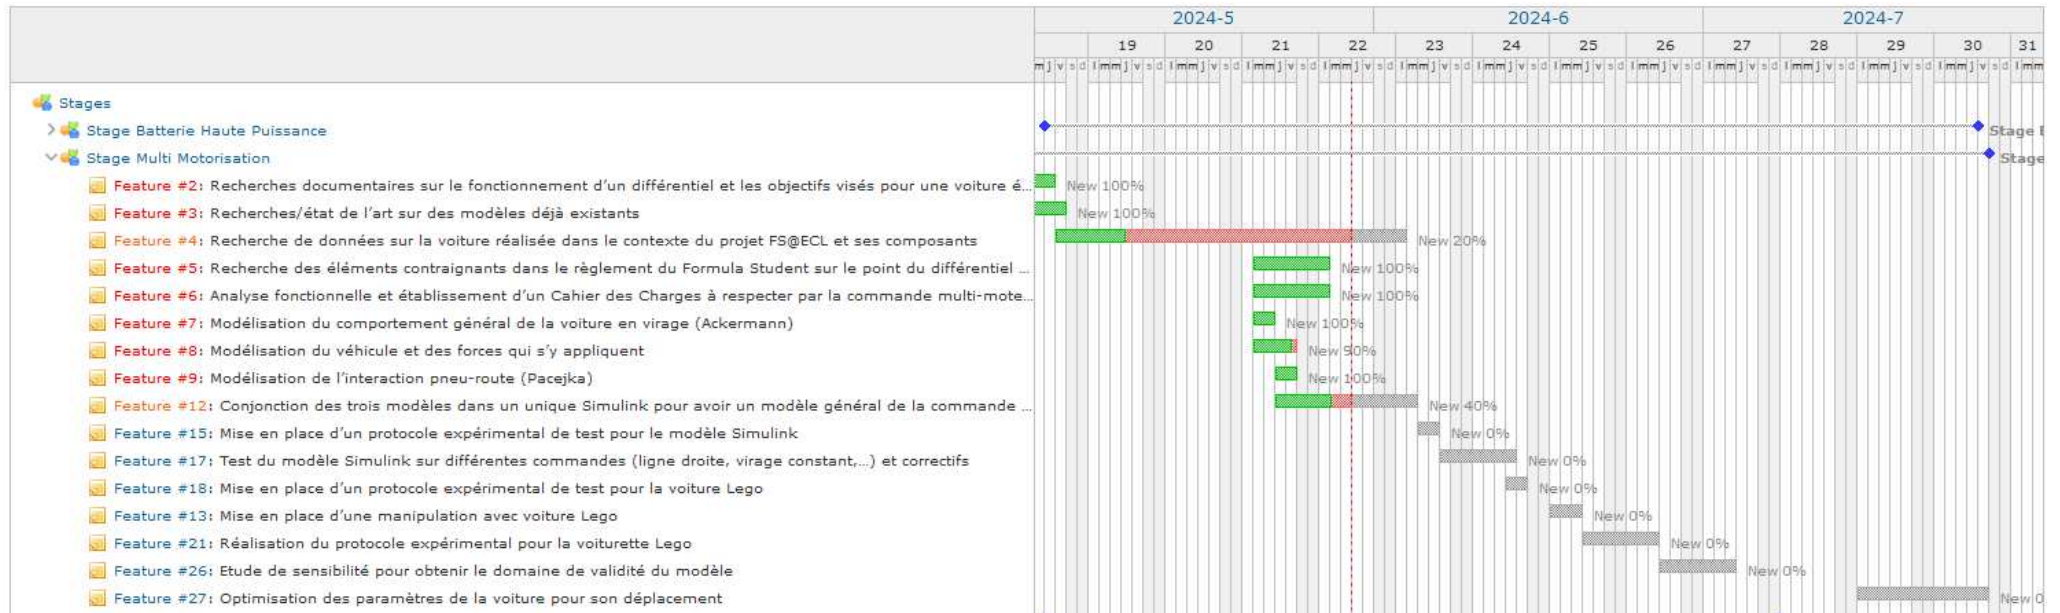 2024-5 2024-6 2024-7
19 20 21 22 23 24 25 26 27 28 29 30 31
m j v s d l m m j v s d l m m j v s d l m m j v s d l m m j v s d l m m j v s d l m m j v s d l m m j v s d l m m j v s d l m m j v s d l m m j v s d l m m j v s d l m m j v s d l m m
Stages
Stage Batterie Haute Puissance
Stage Multi Motorisation Stage
Feature #2: Recherches documentaires sur le fonctionnement d'un différentiel et les objectifs visés pour une voiture é... New 100%
Feature #3: Recherches/état de l'art sur des modèles déjà existants New 100%
Feature #4: Recherche de données sur la voiture réalisée dans le contexte du projet FS@ECL et ses composants New 20%
Feature #5: Recherche des éléments contraignants dans le règlement du Formula Student sur le point du différentiel ... New 100%
Feature #6: Analyse fonctionnelle et établissement d'un Cahier des Charges à respecter par la commande multi-mote... New 100%
Feature #7: Modélisation du comportement général de la voiture en virage (Ackermann) New 100%
Feature #8: Modélisation du véhicule et des forces qui s'y appliquent New 90%
Feature #9: Modélisation de l'interaction pneu-route (Pacejka) New 100%
Feature #12: Conjonction des trois modèles dans un unique Simulink pour avoir un modèle général de la commande ... New 40%
Feature #15: Mise en place d'un protocole expérimental de test pour le modèle Simulink New 0%
Feature #17: Test du modèle Simulink sur différentes commandes (ligne droite, virage constant,...) et correctifs New 0%
Feature #18: Mise en place d'un protocole expérimental de test pour la voiture Lego New 0%
Feature #13: Mise en place d'une manipulation avec voiture Lego New 0%
Feature #21: Réalisation du protocole expérimental pour la voiturette Lego New 0%
Feature #26: Etude de sensibilité pour obtenir le domaine de validité du modèle New 0%
Feature #27: Optimisation des paramètres de la voiture pour son déplacement New 0